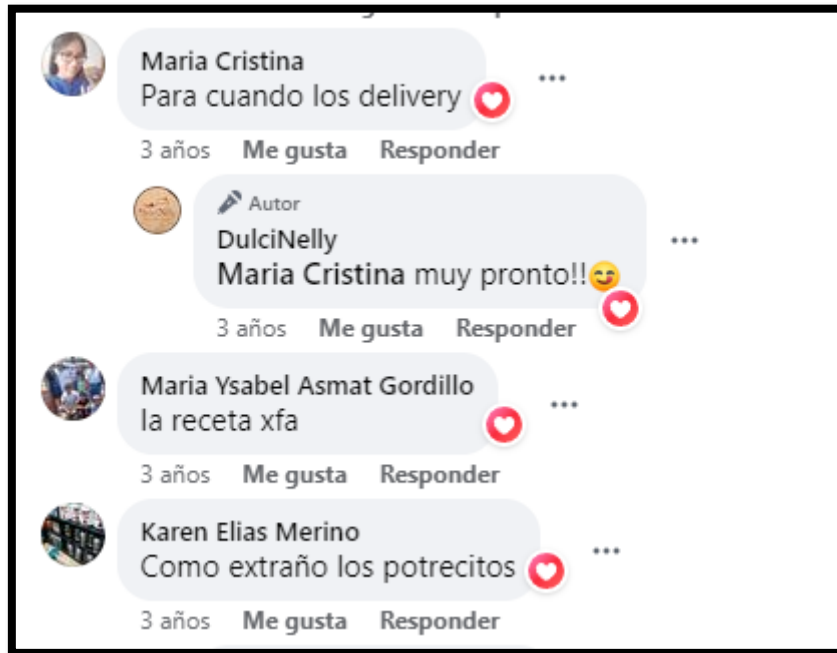 Maria Cristina
Para cuando los delivery
3 años Me gusta Responder
Autor
DulciNelly
Maria Cristina muy pronto!!😋
3 años Me gusta Responder
Maria Ysabel Asmat Gordillo
la receta xfa
3 años Me gusta Responder
Karen Elias Merino
Como extraño los potrecitos
3 años Me gusta Responder